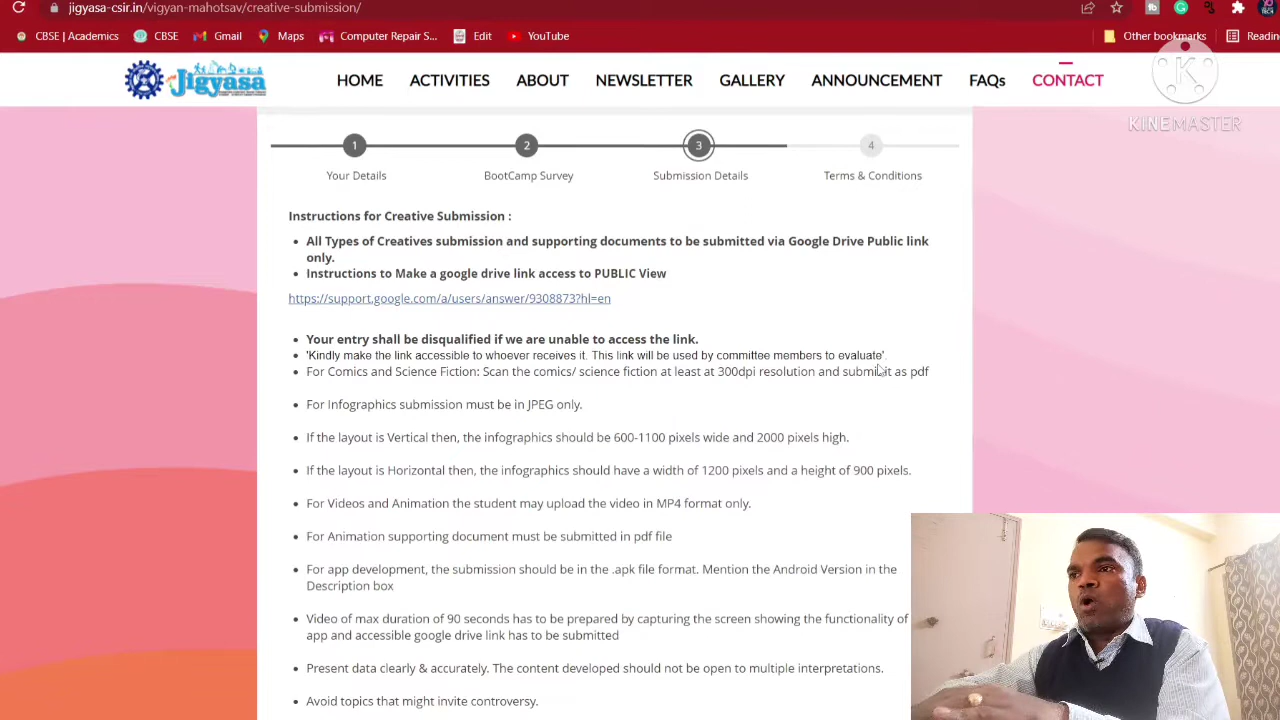 jigyasa-csir.in/vigyan-mahotsav/creative-submission/
CBSE | Academics
CBSE
Gmail
Maps
Computer Repair S...
Edit
YouTube
Other bookmarks
Reading
Jigyasa
HOME
ACTIVITIES
ABOUT
NEWSLETTER
GALLERY
ANNOUNCEMENT
FAQs
CONTACT
K
KINEMASTER
1
2
3
4
Your Details
BootCamp Survey
Submission Details
Terms & Conditions
Instructions for Creative Submission :
All Types of Creatives submission and supporting documents to be submitted via Google Drive Public link
only.
Instructions to Make a google drive link access to PUBLIC View
https://support.google.com/a/users/answer/9308873?hl=en
Your entry shall be disqualified if we are unable to access the link.
'Kindly make the link accessible to whoever receives it. This link will be used by committee members to evaluate'.
For Comics and Science Fiction: Scan the comics/ science fiction at least at 300dpi resolution and submit it as pdf
For Infographics submission must be in JPEG only.
If the layout is Vertical then, the infographics should be 600-1100 pixels wide and 2000 pixels high.
If the layout is Horizontal then, the infographics should have a width of 1200 pixels and a height of 900 pixels.
For Videos and Animation the student may upload the video in MP4 format only.
For Animation supporting document must be submitted in pdf file
For app development, the submission should be in the .apk file format. Mention the Android Version in the
Description box
Video of max duration of 90 seconds has to be prepared by capturing the screen showing the functionality of
app and accessible google drive link has to be submitted
Present data clearly & accurately. The content developed should not be open to multiple interpretations.
Avoid topics that might invite controversy.